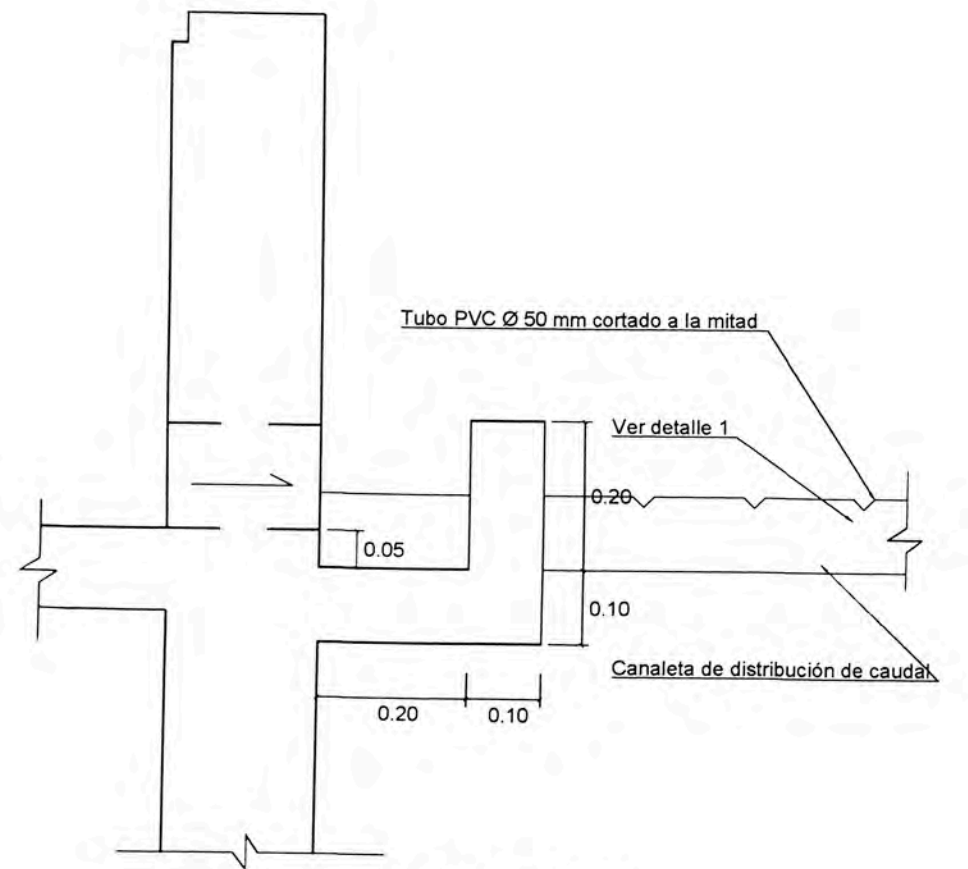 Tubo PVC Ø 50 mm cortado a la mitad
Ver detalle 1
0.20
0.05
0.10
Canaleta de distribución de caudal
0.20
0.10